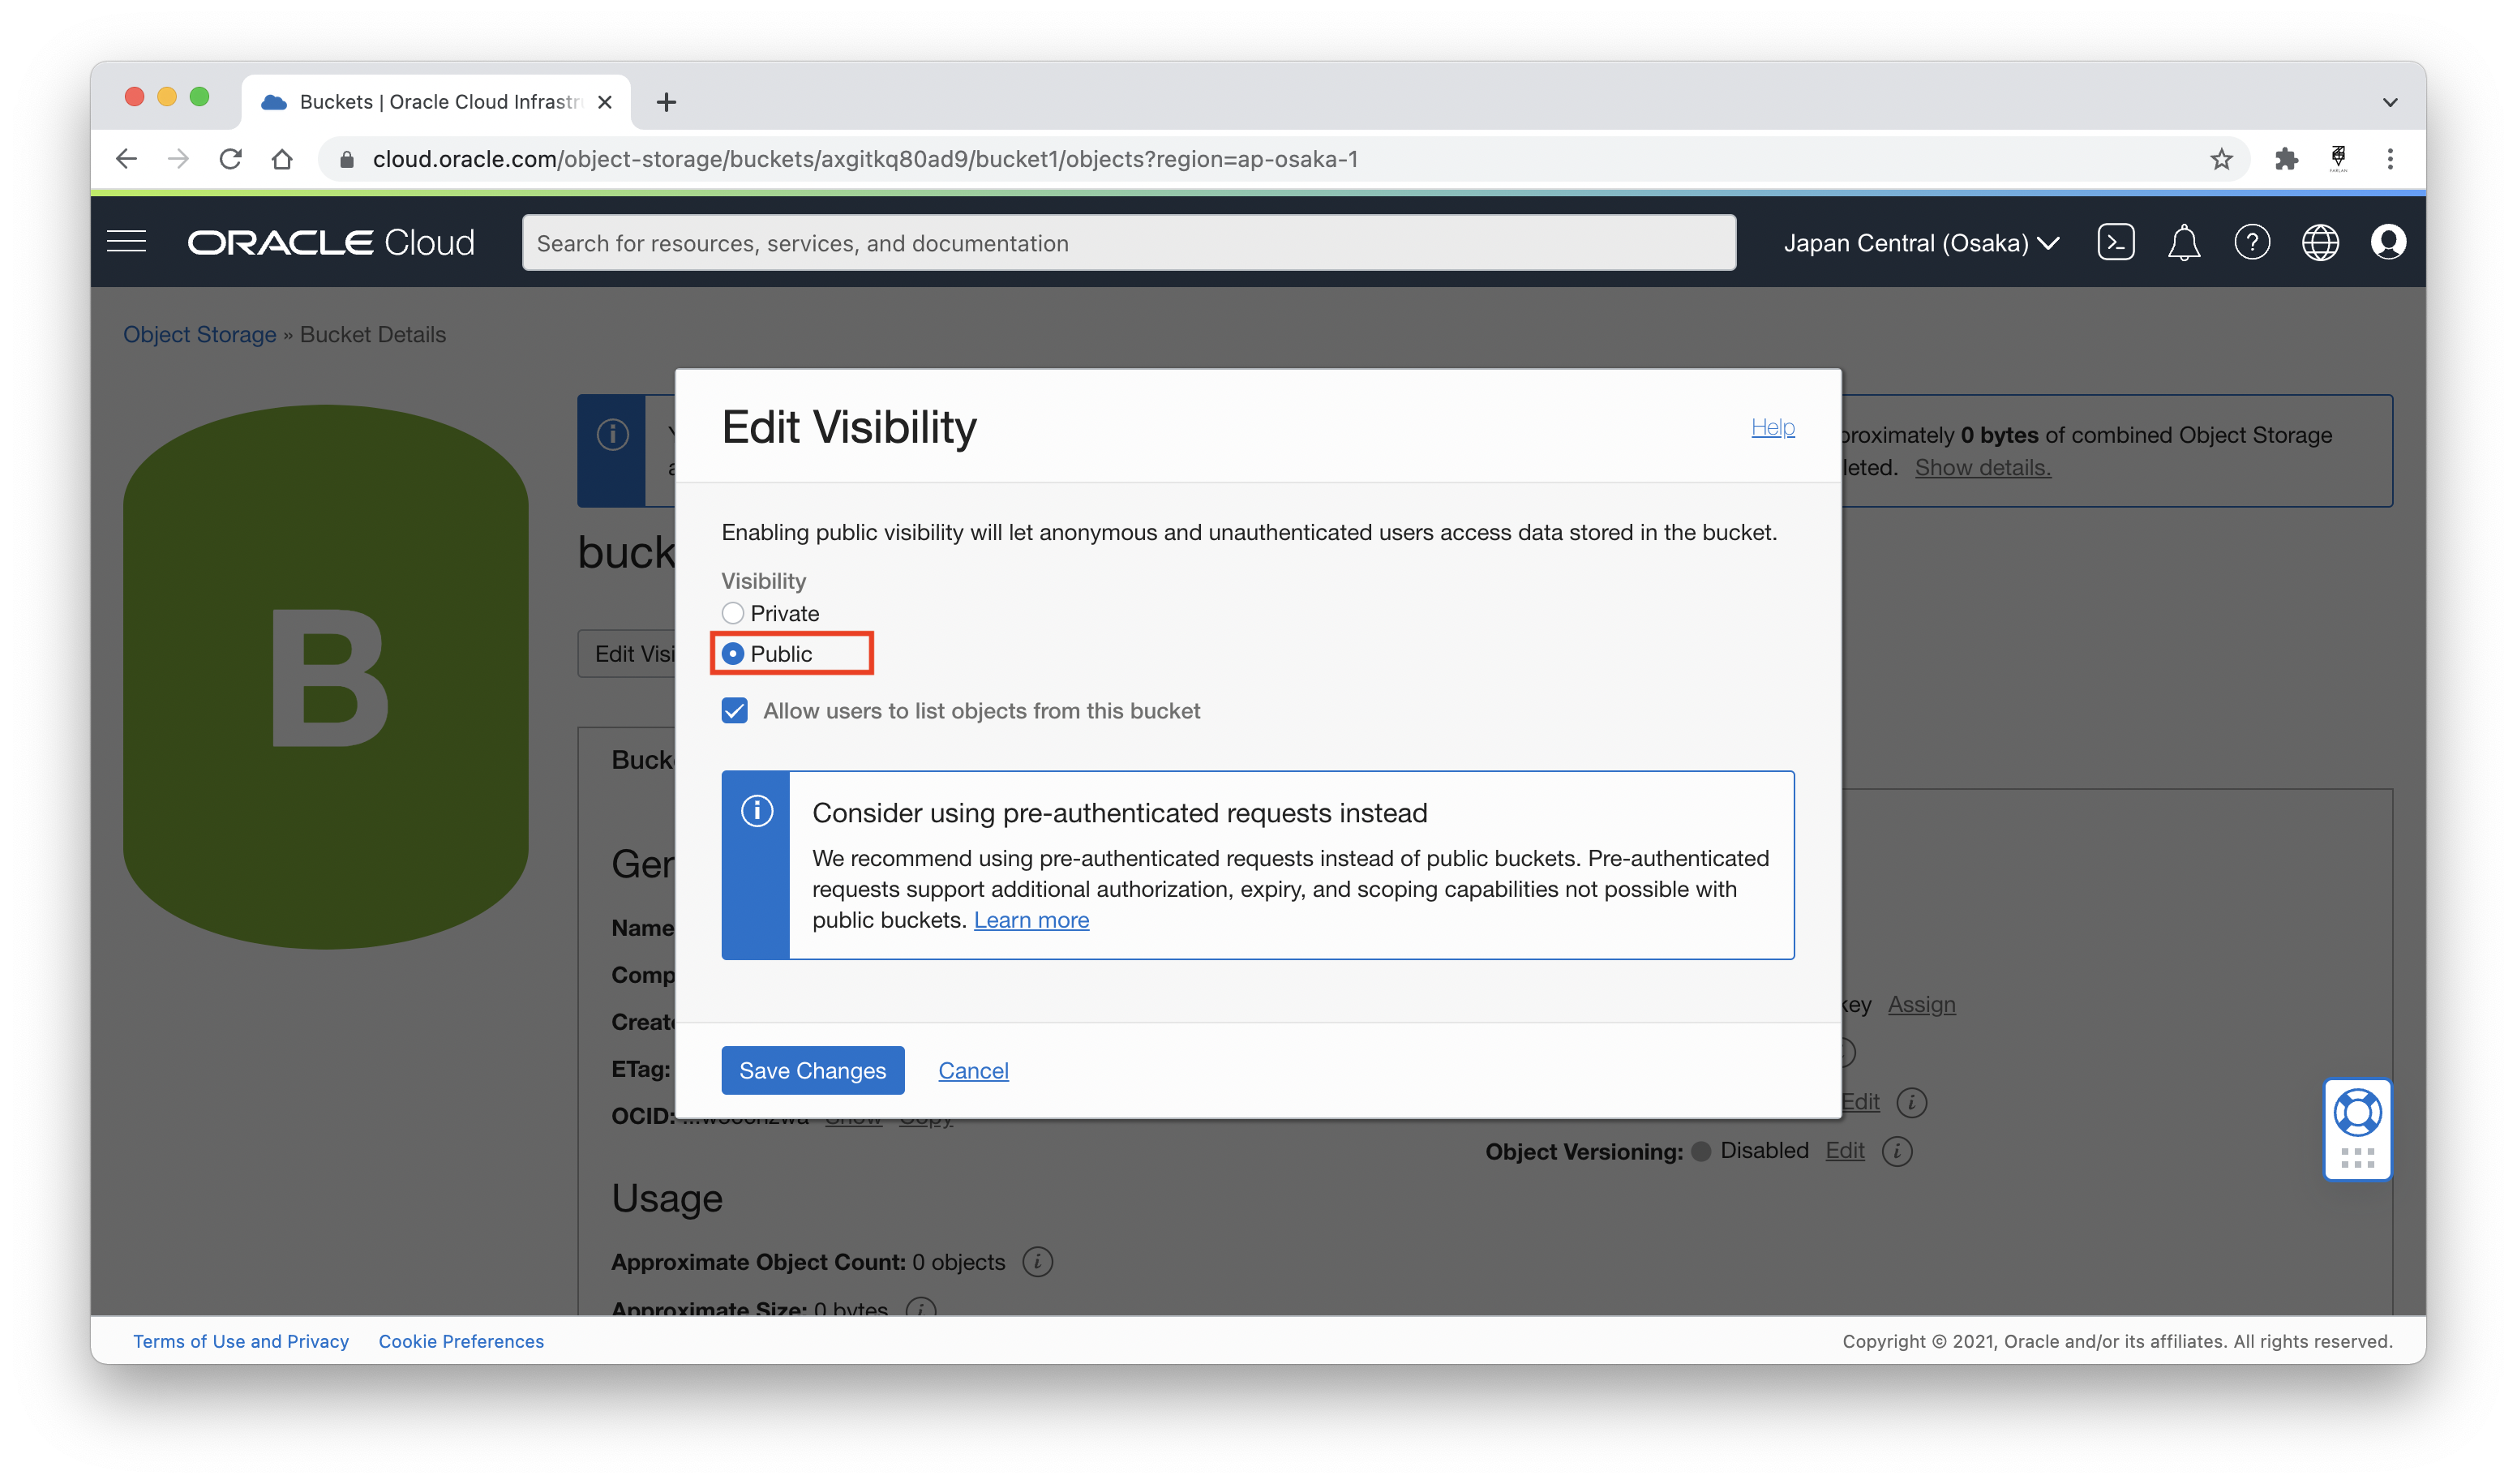 Buckets | Oracle Cloud Infrastr
cloud.oracle.com/object-storage/buckets/axgitkq80ad9/bucket1/objects?region=ap-osaka-1
ORACLE Cloud
Search for resources, services, and documentation
Japan Central (Osaka)
Object Storage » Bucket Details
proximately 0 bytes of combined Object Storage
leted. Show details.
buck
Edit Visi
Edit Visibility
Help
Enabling public visibility will let anonymous and unauthenticated users access data stored in the bucket.
Visibility
Private
Public
Allow users to list objects from this bucket
Consider using pre-authenticated requests instead
We recommend using pre-authenticated requests instead of public buckets. Pre-authenticated
requests support additional authorization, expiry, and scoping capabilities not possible with
public buckets. Learn more
Save Changes
Cancel
B
Buck
Gen
Name
Comp
Create
ETag:
OCID: Show Copy
key Assign
Edit
Object Versioning: Disabled Edit
Usage
Approximate Object Count: 0 objects
Approximate Size: 0 bytes
Terms of Use and Privacy
Cookie Preferences
Copyright © 2021, Oracle and/or its affiliates. All rights reserved.